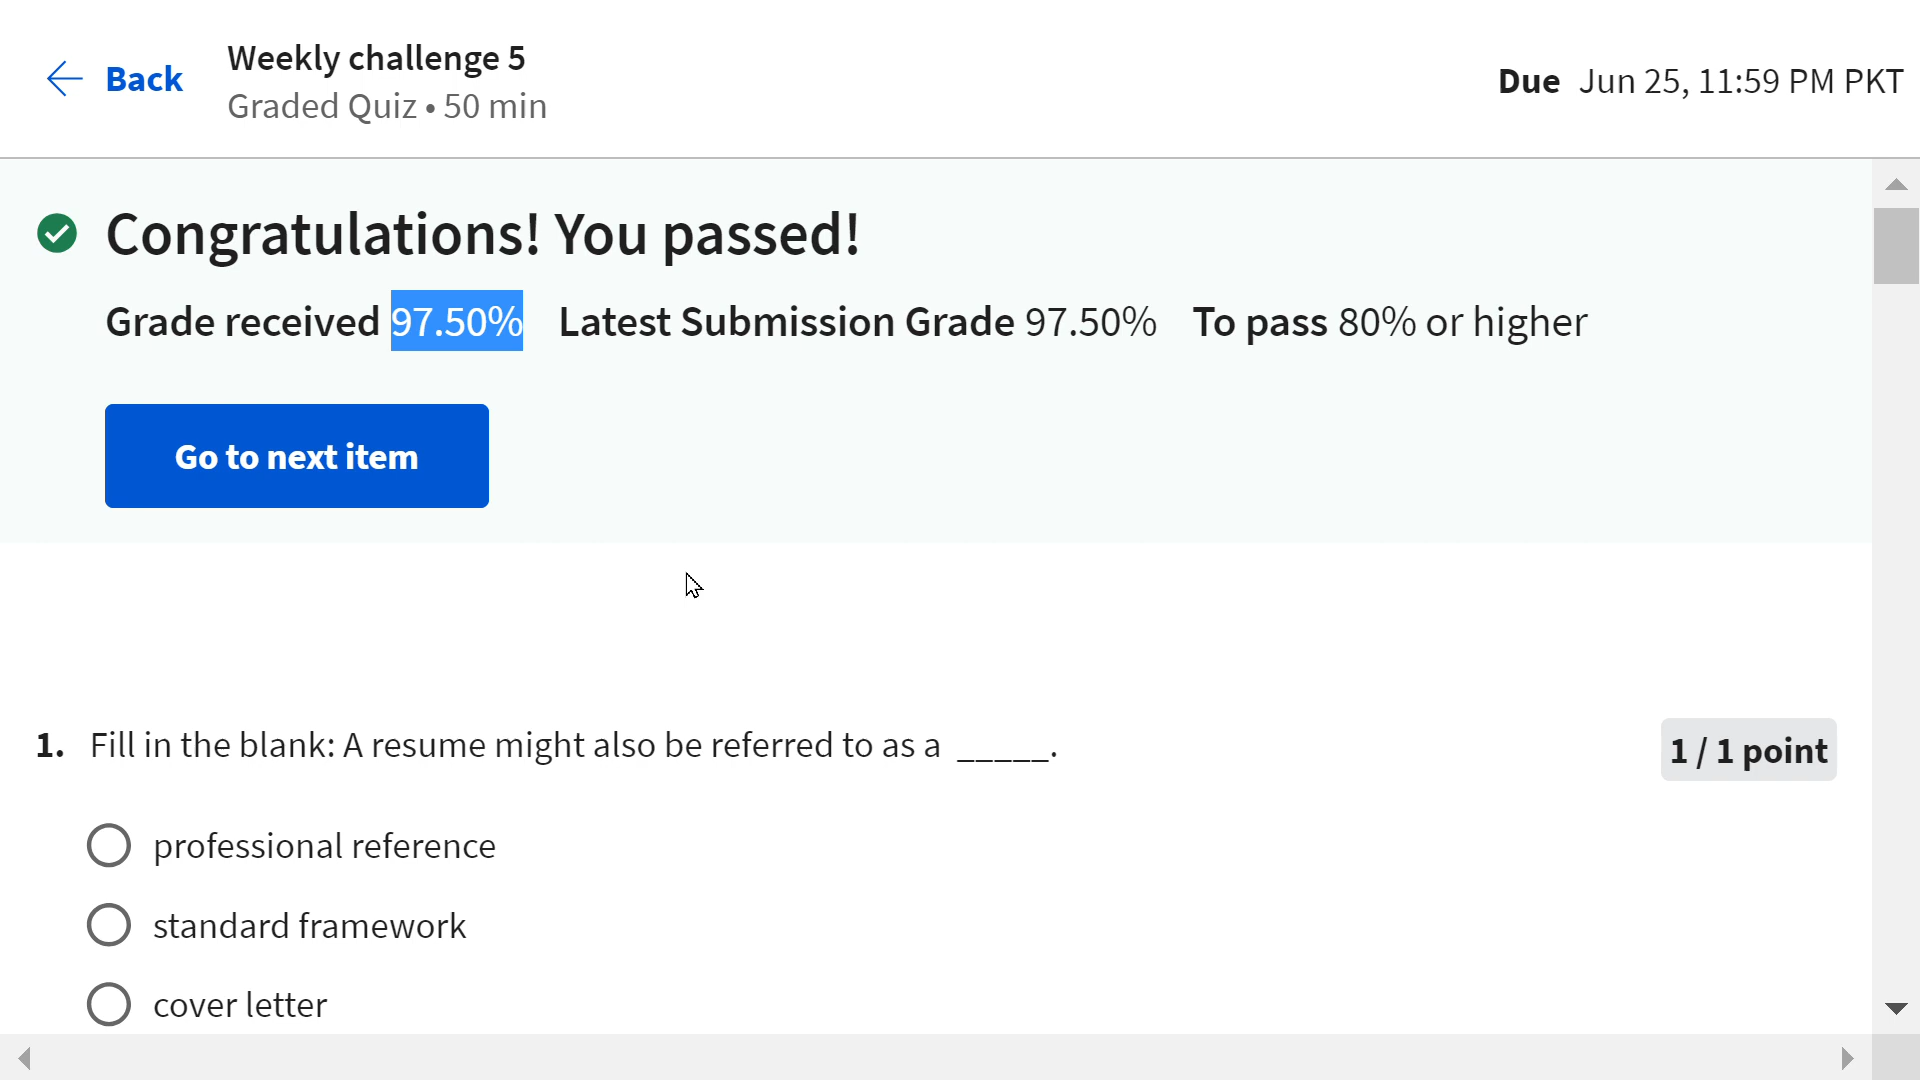 Back
Weekly challenge 5
Graded Quiz • 50 min
Due Jun 25, 11:59 PM PKT
Congratulations! You passed!
Grade received 97.50% Latest Submission Grade 97.50% To pass 80% or higher
Go to next item
1. Fill in the blank: A resume might also be referred to as a _____.
1 / 1 point
professional reference
standard framework
cover letter